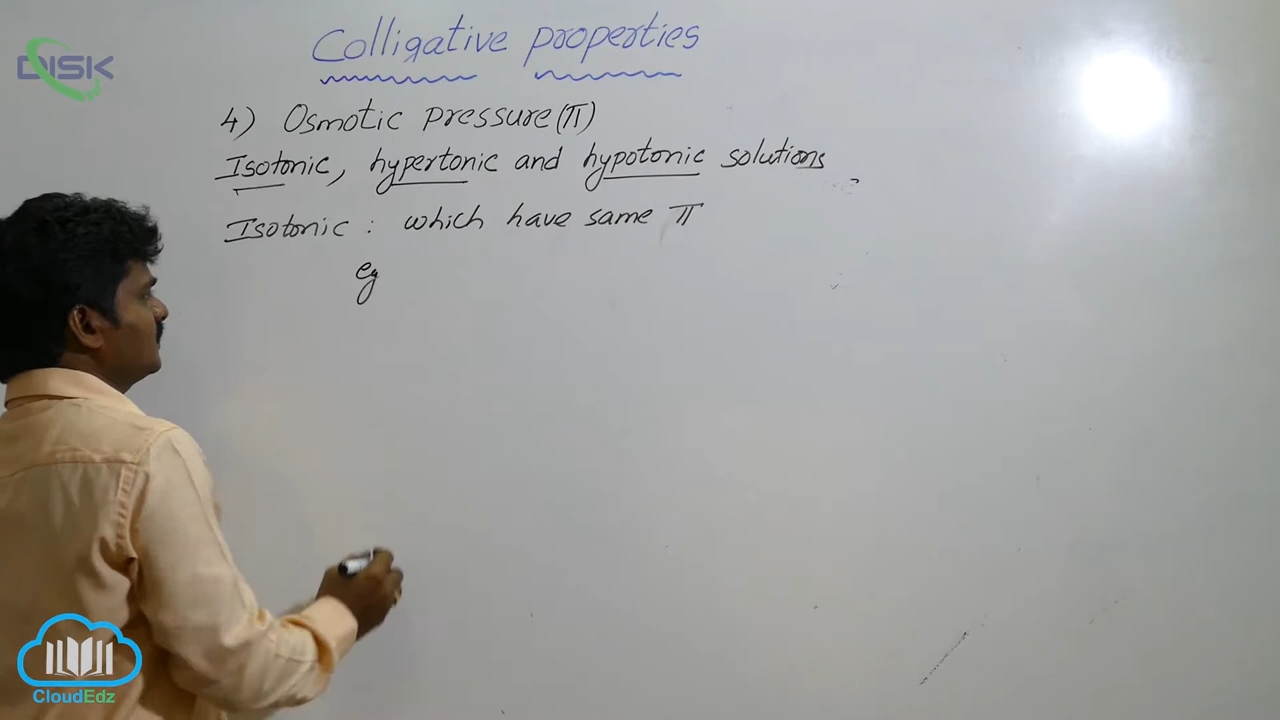 Colligative properties
DISK
4) Osmotic pressure (π)
Isotonic, hypertonic and hypotonic solutions
Isotonic : which have same π
eg
CloudEdz